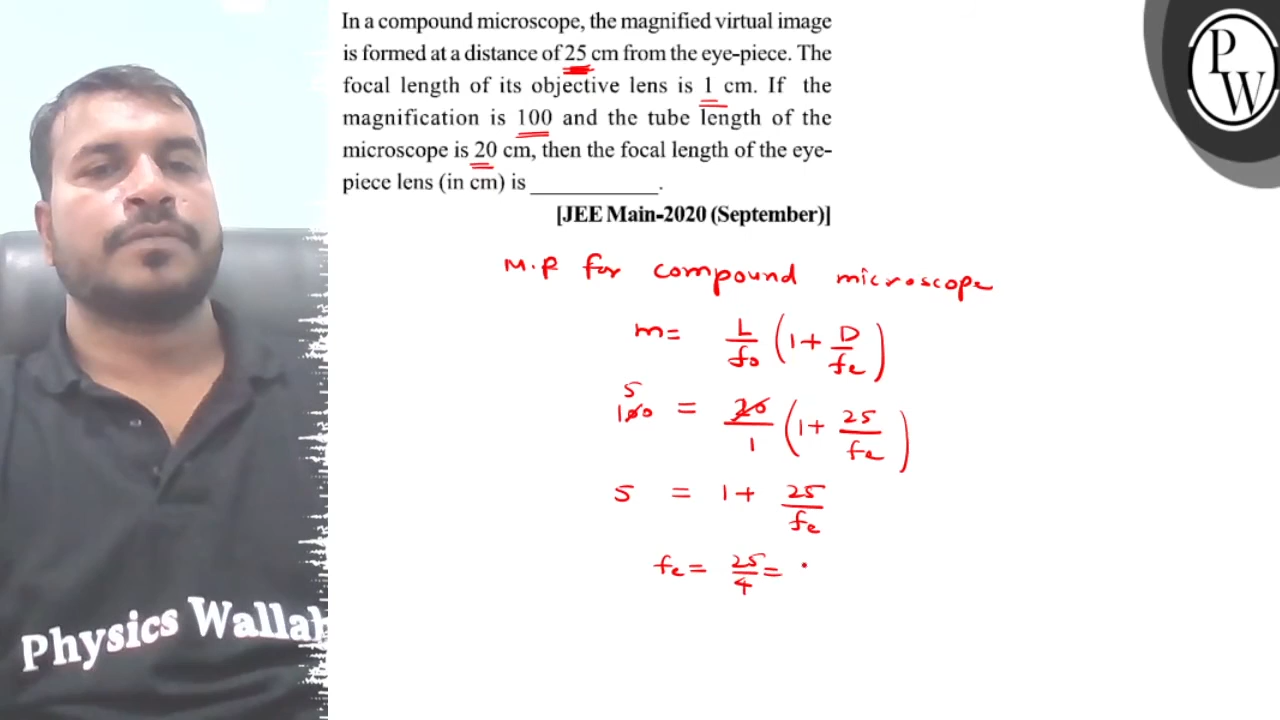 In a compound microscope, the magnified virtual image
is formed at a distance of 25 cm from the eye-piece. The
focal length of its objective lens is 1 cm. If the
magnification is 100 and the tube length of the
microscope is 20 cm, then the focal length of the eye-
piece lens (in cm) is ____________.
[JEE Main-2020 (September)]
M.P for compound microscope
m= L/fo (1+ D/fe)
5
100 = 20/1 (1+ 25/fe)
5 = 1+ 25/fe
fe= 25/4 =
Physics Wallah
P
W